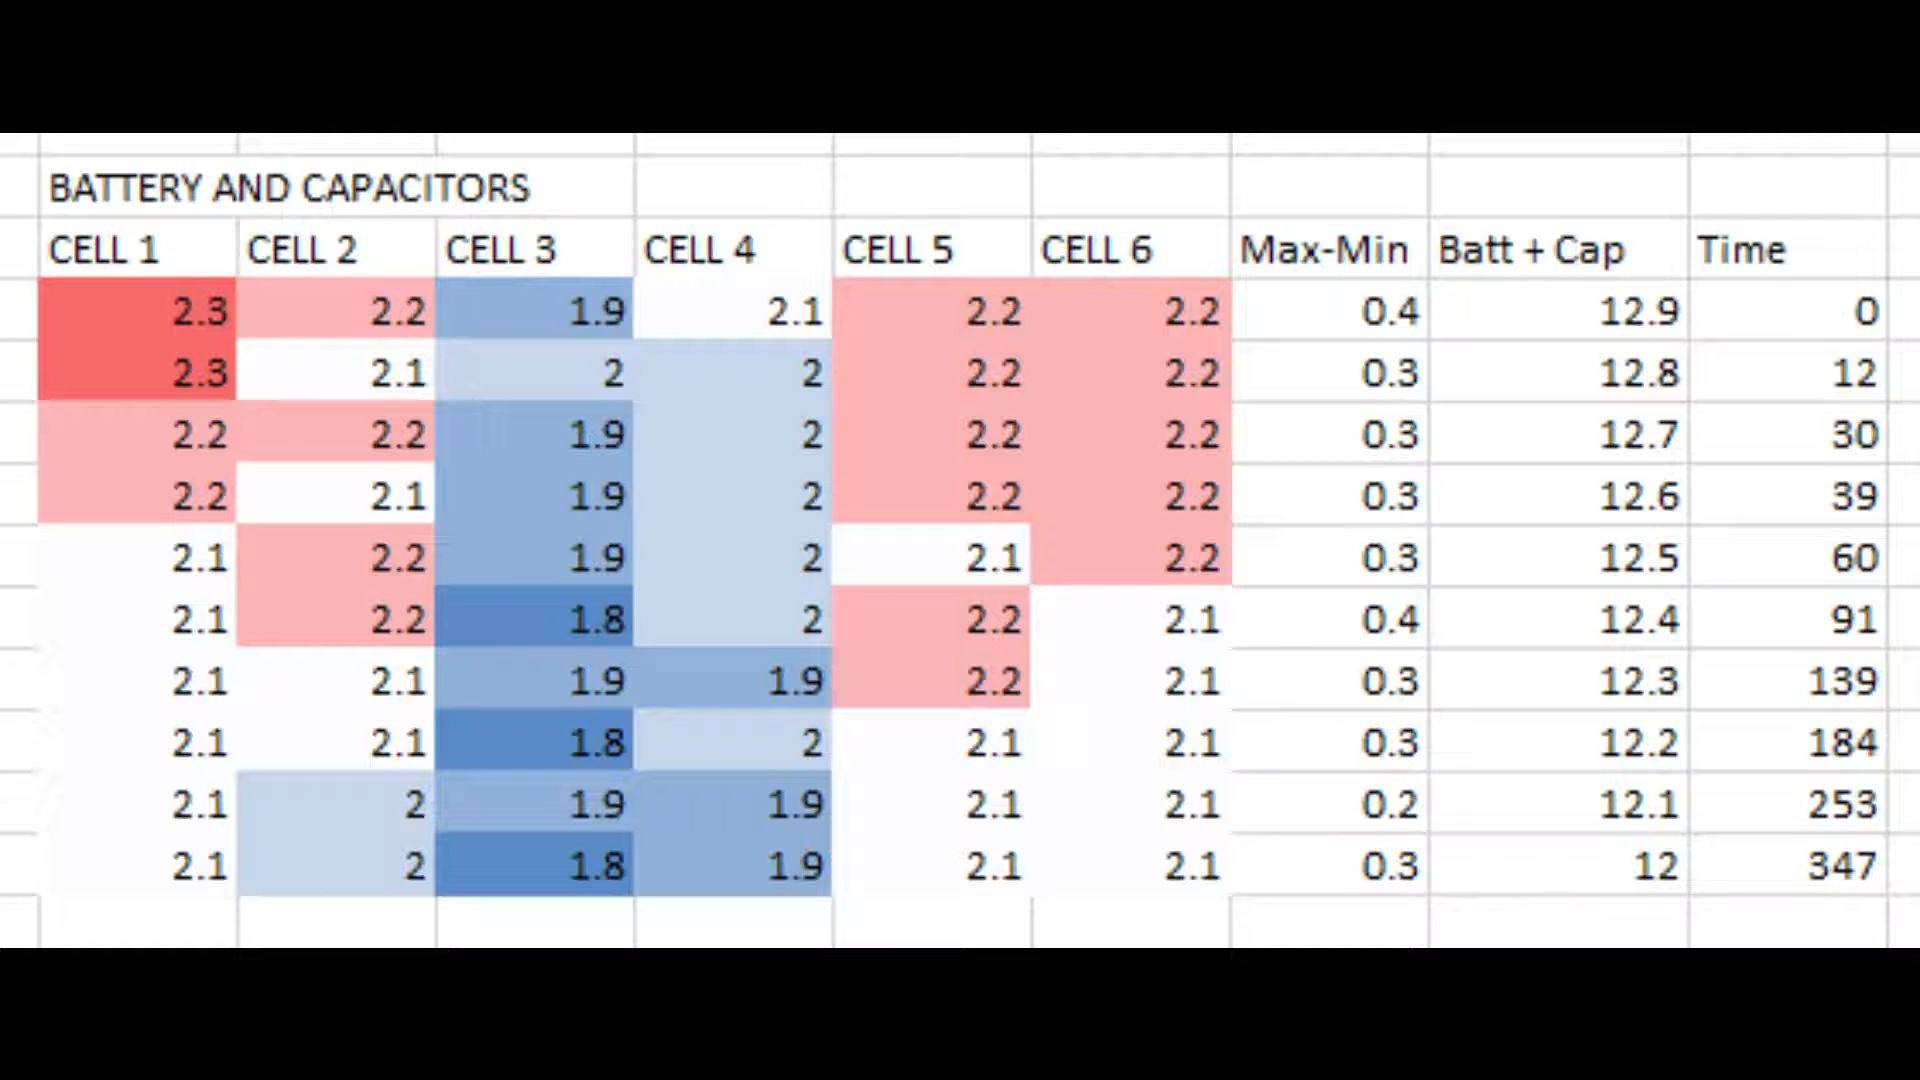 BATTERY AND CAPACITORS
CELL 1 CELL 2 CELL 3 CELL 4 CELL 5 CELL 6 Max-Min Batt + Cap Time
2.3 2.2 1.9 2.1 2.2 2.2 0.4 12.9 0
2.3 2.1 2 2 2.2 2.2 0.3 12.8 12
2.2 2.2 1.9 2 2.2 2.2 0.3 12.7 30
2.2 2.1 1.9 2 2.2 2.2 0.3 12.6 39
2.1 2.2 1.9 2 2.1 2.2 0.3 12.5 60
2.1 2.2 1.8 2 2.2 2.1 0.4 12.4 91
2.1 2.1 1.9 1.9 2.2 2.1 0.3 12.3 139
2.1 2.1 1.8 2 2.1 2.1 0.3 12.2 184
2.1 2 1.9 1.9 2.1 2.1 0.2 12.1 253
2.1 2 1.8 1.9 2.1 2.1 0.3 12 347